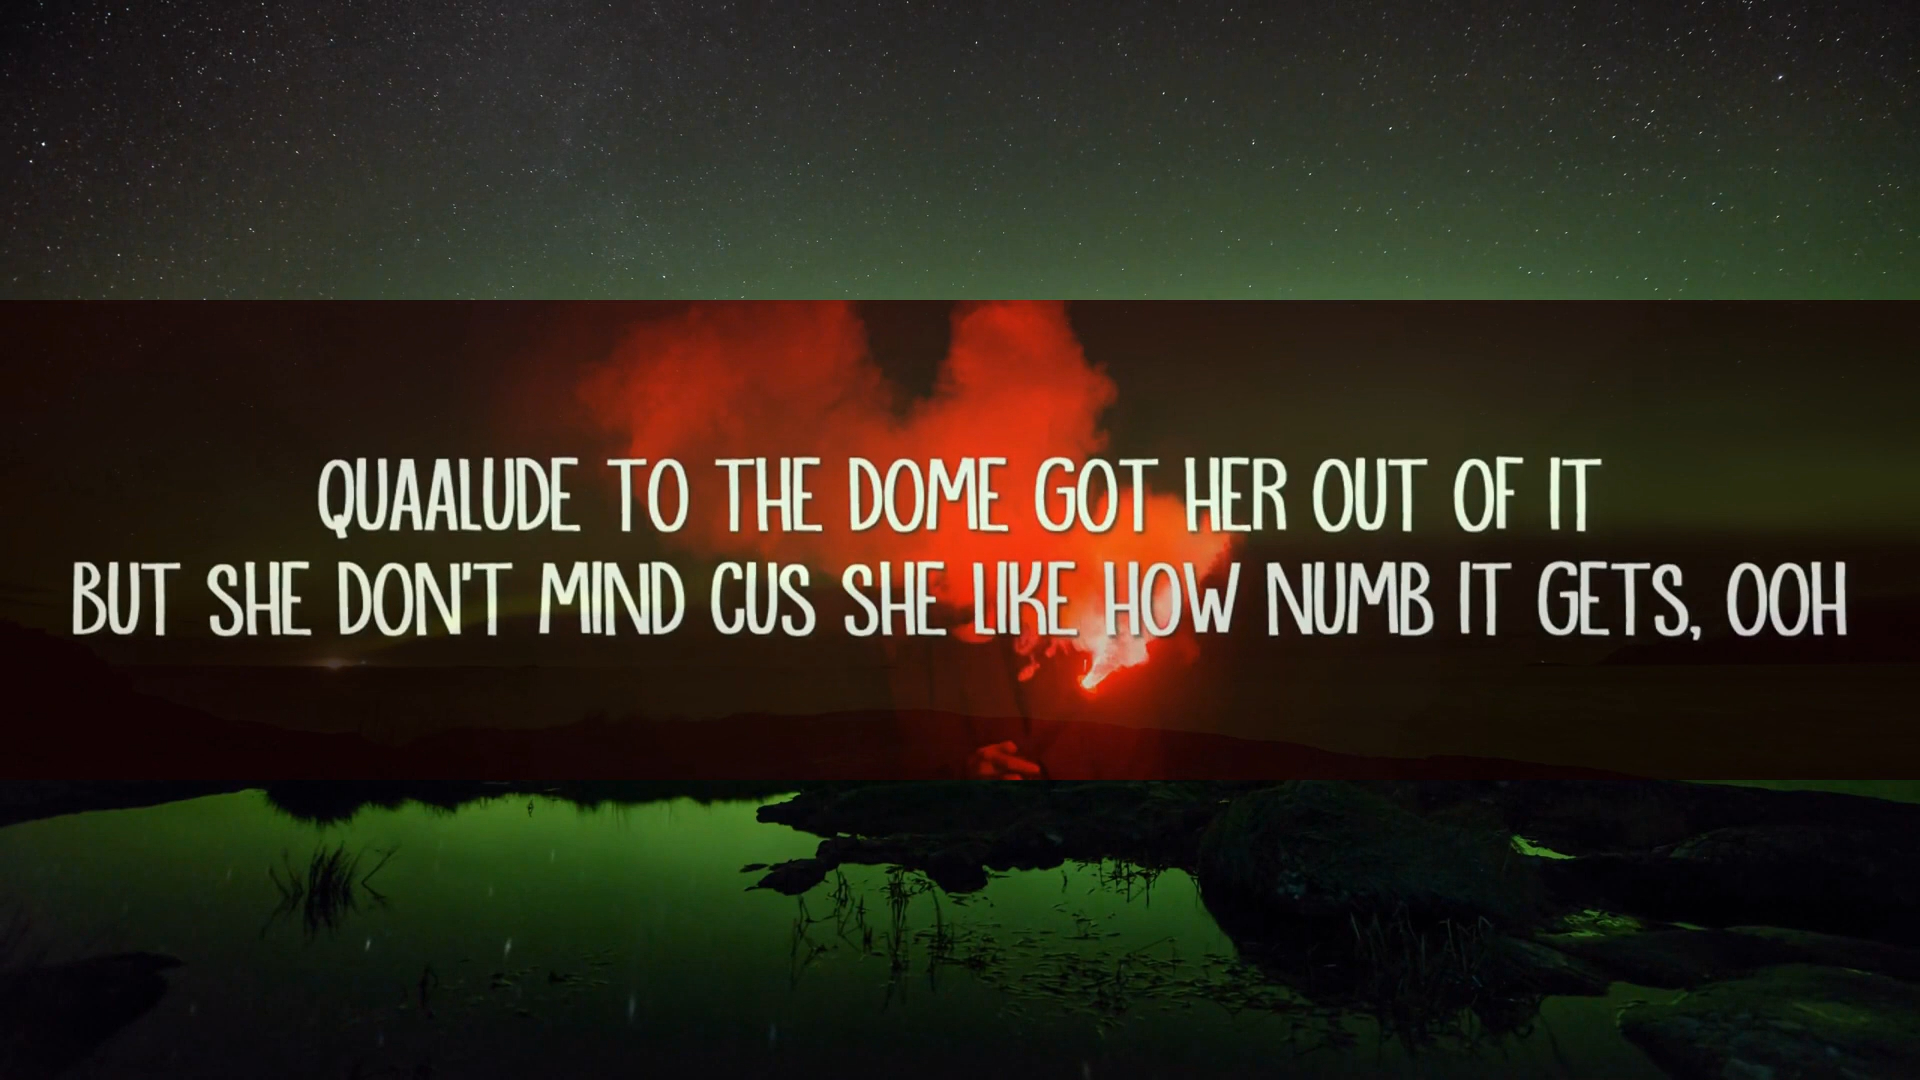 QUAALUDE TO THE DOME GOT HER OUT OF IT
BUT SHE DON'T MIND CUS SHE LIKE HOW NUMB IT GETS, OOH